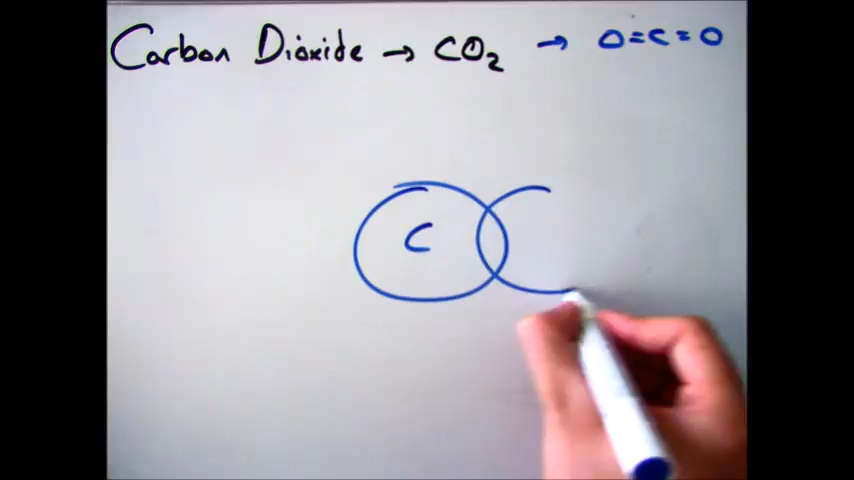 Carbon Dioxide → CO₂ → O=C=O
C